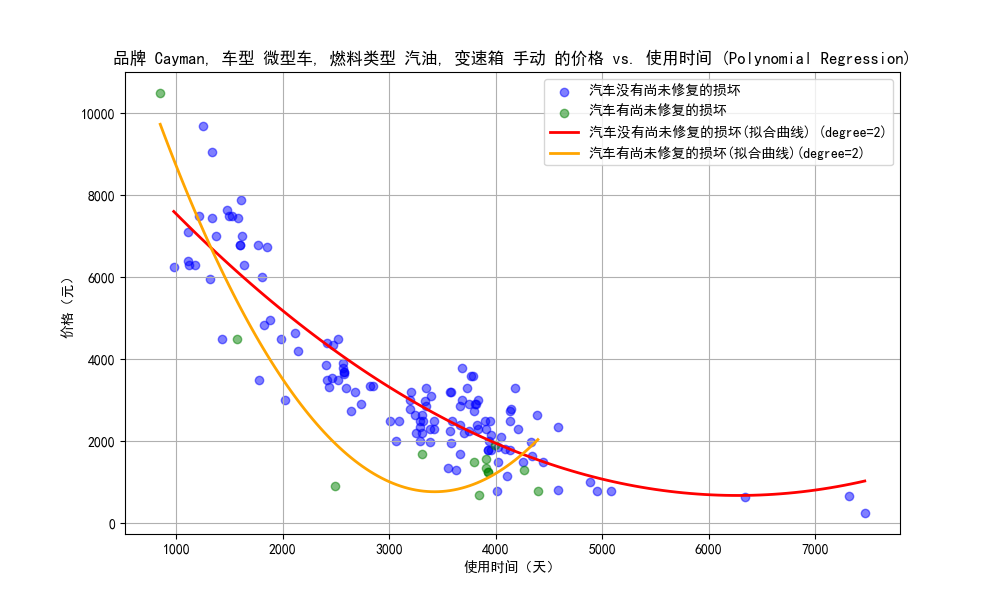 品牌 Cayman, 车型 微型车, 燃料类型 汽油, 变速箱 手动 的价格 vs. 使用时间 (Polynomial Regression)
汽车没有尚未修复的损坏
汽车有尚未修复的损坏
汽车没有尚未修复的损坏(拟合曲线) (degree=2)
汽车有尚未修复的损坏(拟合曲线)(degree=2)
价格（元）
10000
8000
6000
4000
2000
0
1000 2000 3000 4000 5000 6000 7000
使用时间（天）